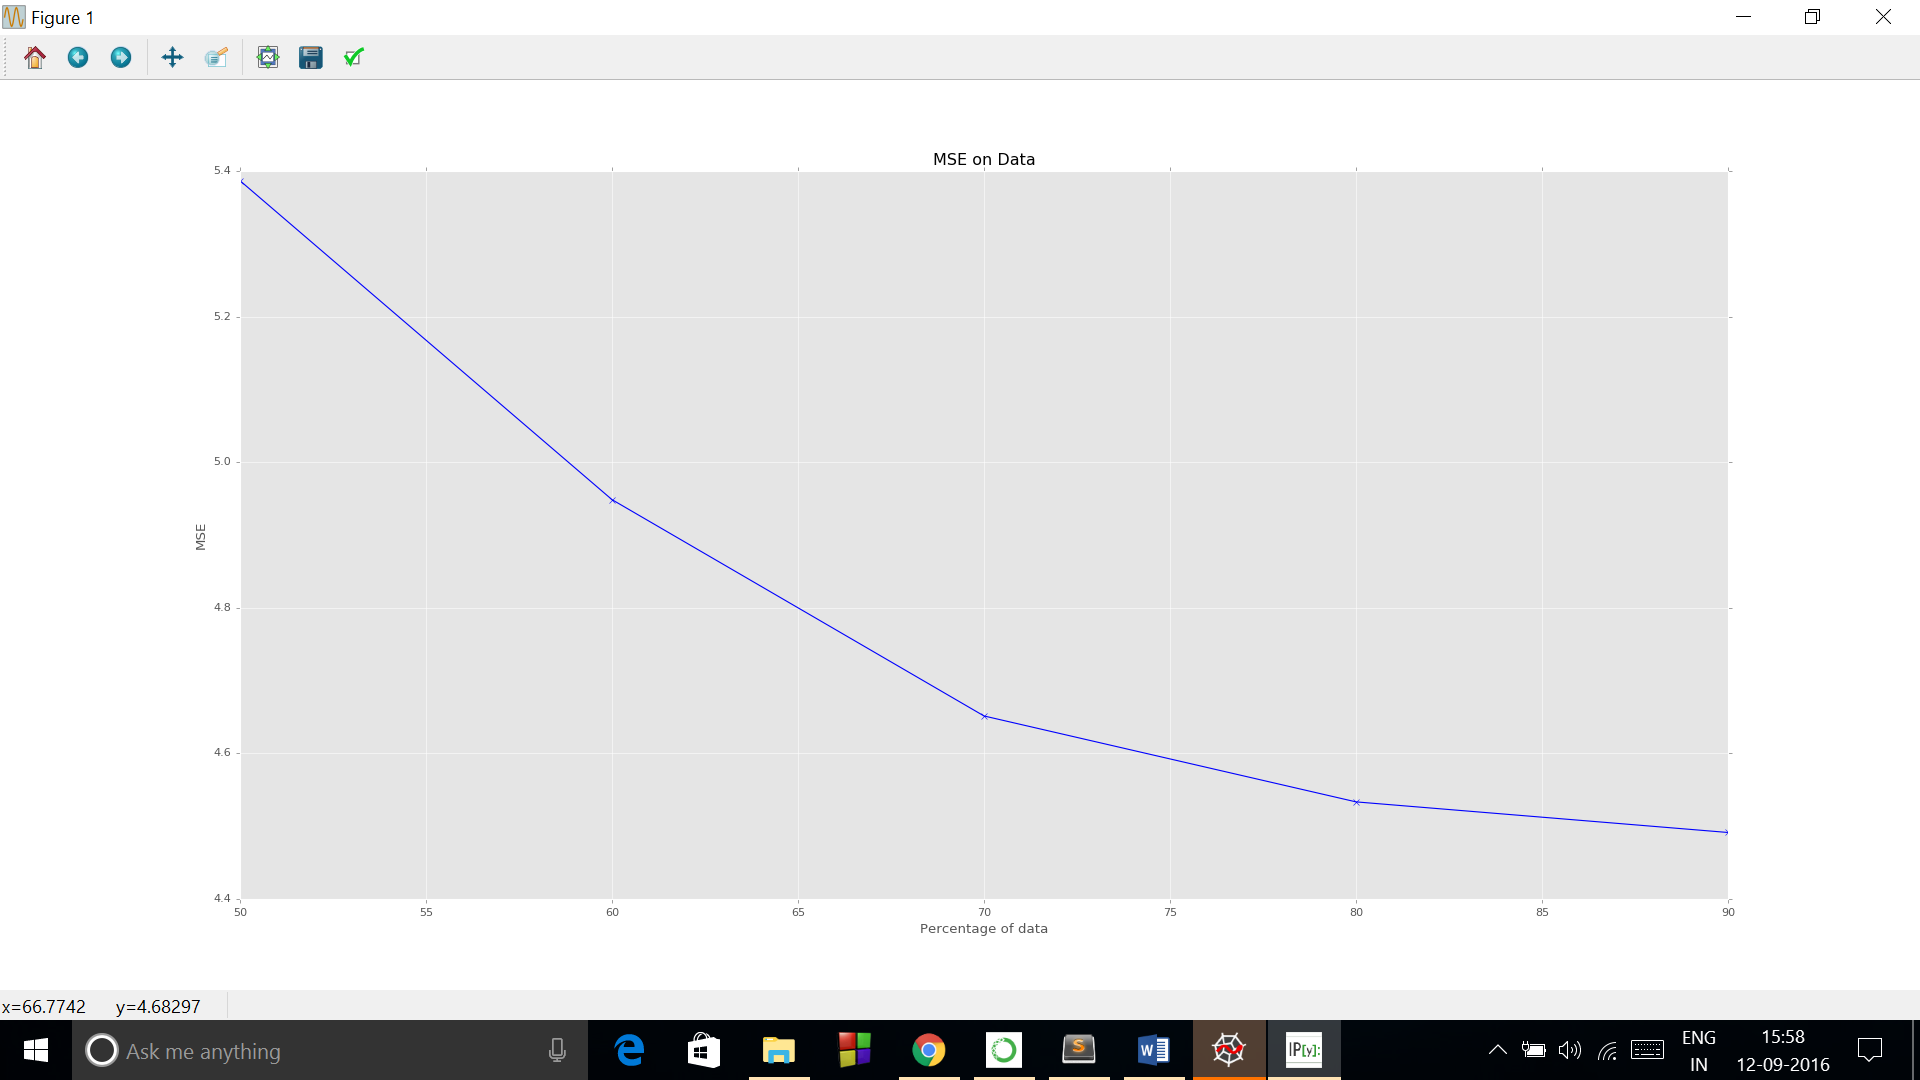 Figure 1
MSE on Data
5.4
5.2
5.0
4.8
4.6
4.4
MSE
50 55 60 65 70 75 80 85 90
Percentage of data
x=66.7742 y=4.68297
Ask me anything
S
W
IP[y]:
ENG
IN
15:58
12-09-2016